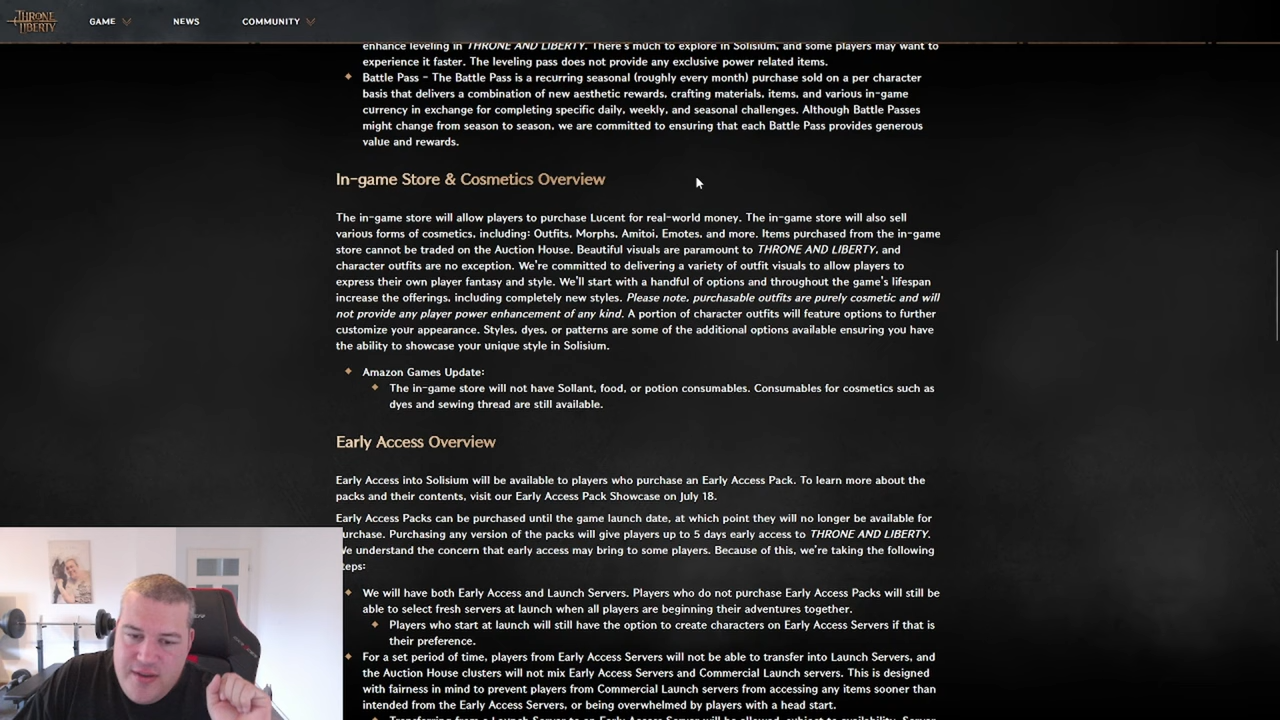 THRONE
LIBERTY
GAME
NEWS
COMMUNITY
enhance leveling in THRONE AND LIBERTY. There's much to explore in Solisium, and some players may want to
experience it faster. The leveling pass does not provide any exclusive power related items.
Battle Pass – The Battle Pass is a recurring seasonal (roughly every month) purchase sold on a per character
basis that delivers a combination of new aesthetic rewards, crafting materials, items, and various in-game
currency in exchange for completing specific daily, weekly, and seasonal challenges. Although Battle Passes
might change from season to season, we are committed to ensuring that each Battle Pass provides generous
value and rewards.
In-game Store & Cosmetics Overview
The in-game store will allow players to purchase Lucent for real-world money. The in-game store will also sell
various forms of cosmetics, including: Outfits, Morphs, Amitoi, Emotes, and more. Items purchased from the in-game
store cannot be traded on the Auction House. Beautiful visuals are paramount to THRONE AND LIBERTY, and
character outfits are no exception. We're committed to delivering a variety of outfit visuals to allow players to
express their own player fantasy and style. We'll start with a handful of options and throughout the game's lifespan
increase the offerings, including completely new styles. Please note, purchasable outfits are purely cosmetic and will
not provide any player power enhancement of any kind. A portion of character outfits will feature options to further
customize your appearance. Styles, dyes, or patterns are some of the additional options available ensuring you have
the ability to showcase your unique style in Solisium.
Amazon Games Update:
The in-game store will not have Sollant, food, or potion consumables. Consumables for cosmetics such as
dyes and sewing thread are still available.
Early Access Overview
Early Access into Solisium will be available to players who purchase an Early Access Pack. To learn more about the
packs and their contents, visit our Early Access Pack Showcase on July 18.
Early Access Packs can be purchased until the game launch date, at which point they will no longer be available for
urchase. Purchasing any version of the packs will give players up to 5 days early access to THRONE AND LIBERTY.
We understand the concern that early access may bring to some players. Because of this, we're taking the following
teps:
We will have both Early Access and Launch Servers. Players who do not purchase Early Access Packs will still be
able to select fresh servers at launch when all players are beginning their adventures together.
Players who start at launch will still have the option to create characters on Early Access Servers if that is
their preference.
For a set period of time, players from Early Access Servers will not be able to transfer into Launch Servers, and
the Auction House clusters will not mix Early Access Servers and Commercial Launch servers. This is designed
with fairness in mind to prevent players from Commercial Launch servers from accessing any items sooner than
intended from the Early Access Servers, or being overwhelmed by players with a head start.
Transferring from a Launch Server to an Early Access Server will be allowed, subject to availability. Server